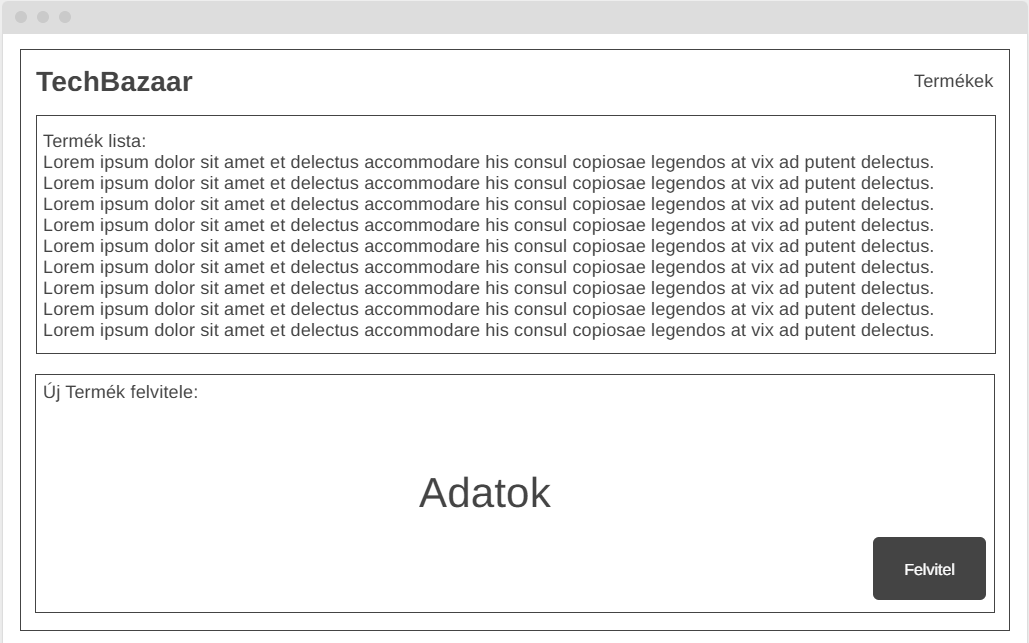 TechBazaar
Termékek
Termék lista:
Lorem ipsum dolor sit amet et delectus accommodare his consul copiosae legendos at vix ad putent delectus.
Lorem ipsum dolor sit amet et delectus accommodare his consul copiosae legendos at vix ad putent delectus.
Lorem ipsum dolor sit amet et delectus accommodare his consul copiosae legendos at vix ad putent delectus.
Lorem ipsum dolor sit amet et delectus accommodare his consul copiosae legendos at vix ad putent delectus.
Lorem ipsum dolor sit amet et delectus accommodare his consul copiosae legendos at vix ad putent delectus.
Lorem ipsum dolor sit amet et delectus accommodare his consul copiosae legendos at vix ad putent delectus.
Lorem ipsum dolor sit amet et delectus accommodare his consul copiosae legendos at vix ad putent delectus.
Lorem ipsum dolor sit amet et delectus accommodare his consul copiosae legendos at vix ad putent delectus.
Lorem ipsum dolor sit amet et delectus accommodare his consul copiosae legendos at vix ad putent delectus.
Új Termék felvitele:
Adatok
Felvitel